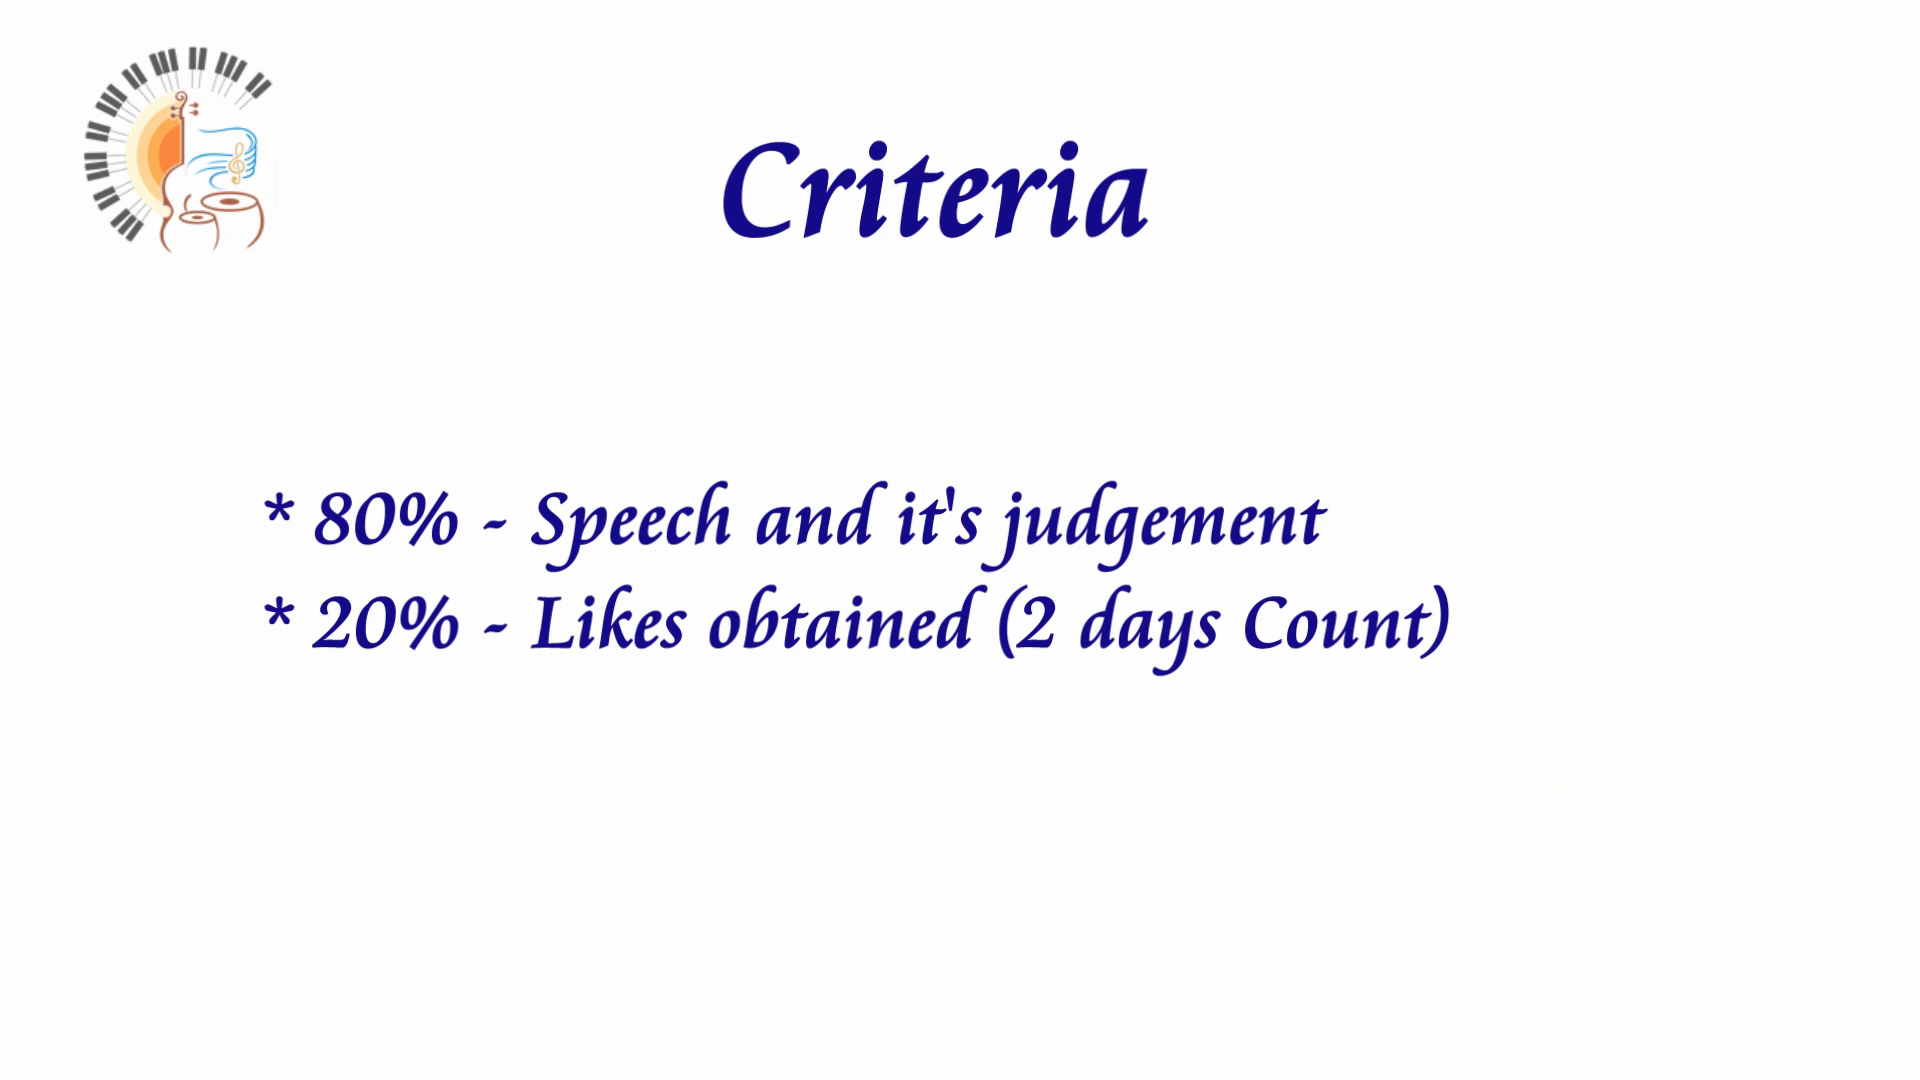 Criteria
* 80% - Speech and it's judgement
* 20% - Likes obtained (2 days Count)